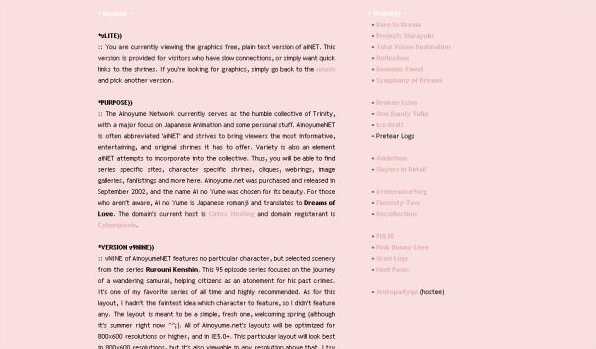 *vLITE}}
:: You are currently viewing the graphics free, plain text version of aiNET. This
version is provided for visitors who have slow connections, or simply want quick
links to the shrines. If you're looking for graphics, simply go back to the splash
and pick another version.
*PURPOSE}}
:: The Ainoyume Network currently serves as the humble collective of Trinity,
with a major focus on Japanese Animation and some personal stuff. AinoyumeNET
is often abbreviated 'aiNET' and strives to bring viewers the most informative,
entertaining, and original shrines it has to offer. Variety is also an element
aiNET attempts to incorporate into the collective. Thus, you will be able to find
series specific sites, character specific shrines, cliques, webrings, image
galleries, fanlistings and more here. Ainoyume.net was purchased and released in
September 2002, and the name Ai no Yume was chosen for its beauty. For those
who aren't aware, Ai no Yume is Japanese romanji and translates to Dreams of
Love. The domain's current host is Cirtex Hosting and domain registerant is
Cyberpixels.
*VERSION v9NINE}}
:: vNINE of AinoyumeNET features no particular character, but selected scenery
from the series Rurouni Kenshin. This 95 episode series focuses on the journey
of a wandering samurai, helping citizens as an atonement for his past crimes.
It's one of my favorite series of all time and highly recommended. As for this
layout, I hadn't the faintest idea which character to feature, so I didn't feature
any. The layout is meant to be a simple, fresh one, welcoming spring (although
it's summer right now ^^;). All of Ainoyume.net's layouts will be optimized for
800x600 resolutions or higher, and in IE5.0+. This particular layout will look best
in 800x600 resolutions, but it's also viewable in any resolution above that. I try
• Dare to Dream
• Project: Shirayuki
• Total Venue Destination
• Reflection
• Demonic Fiend
• Symphony of Dreams
• Broken Echo
• One Bandy Tulip
• Pretear Logs
• Addiction
• Slayers in Detail
• irrelevance*org
• Eleventy-Two
• Recollection
• PULSE
• Pink Bunny Love
• Giant Logs
• Mod Panic
(hostee)